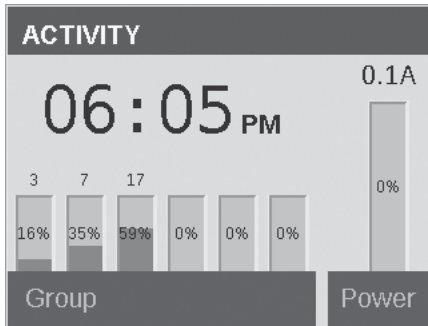 ACTIVITY
0.1A
06:05 PM
3 7 17
0%
16% 35% 59% 0% 0% 0%
Group Power